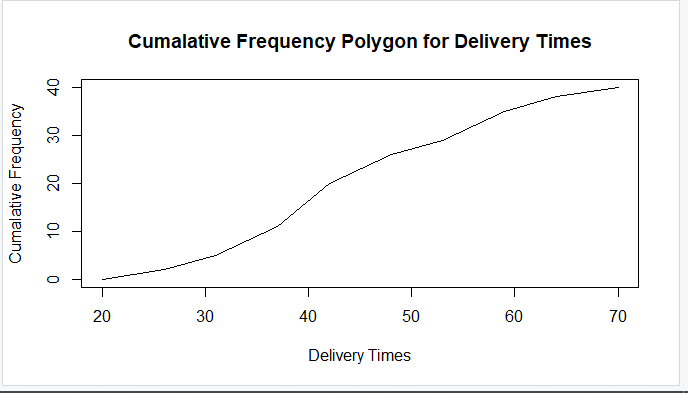 Cumalative Frequency Polygon for Delivery Times
Cumalative Frequency
40
30
20
10
0
20 30 40 50 60 70
Delivery Times